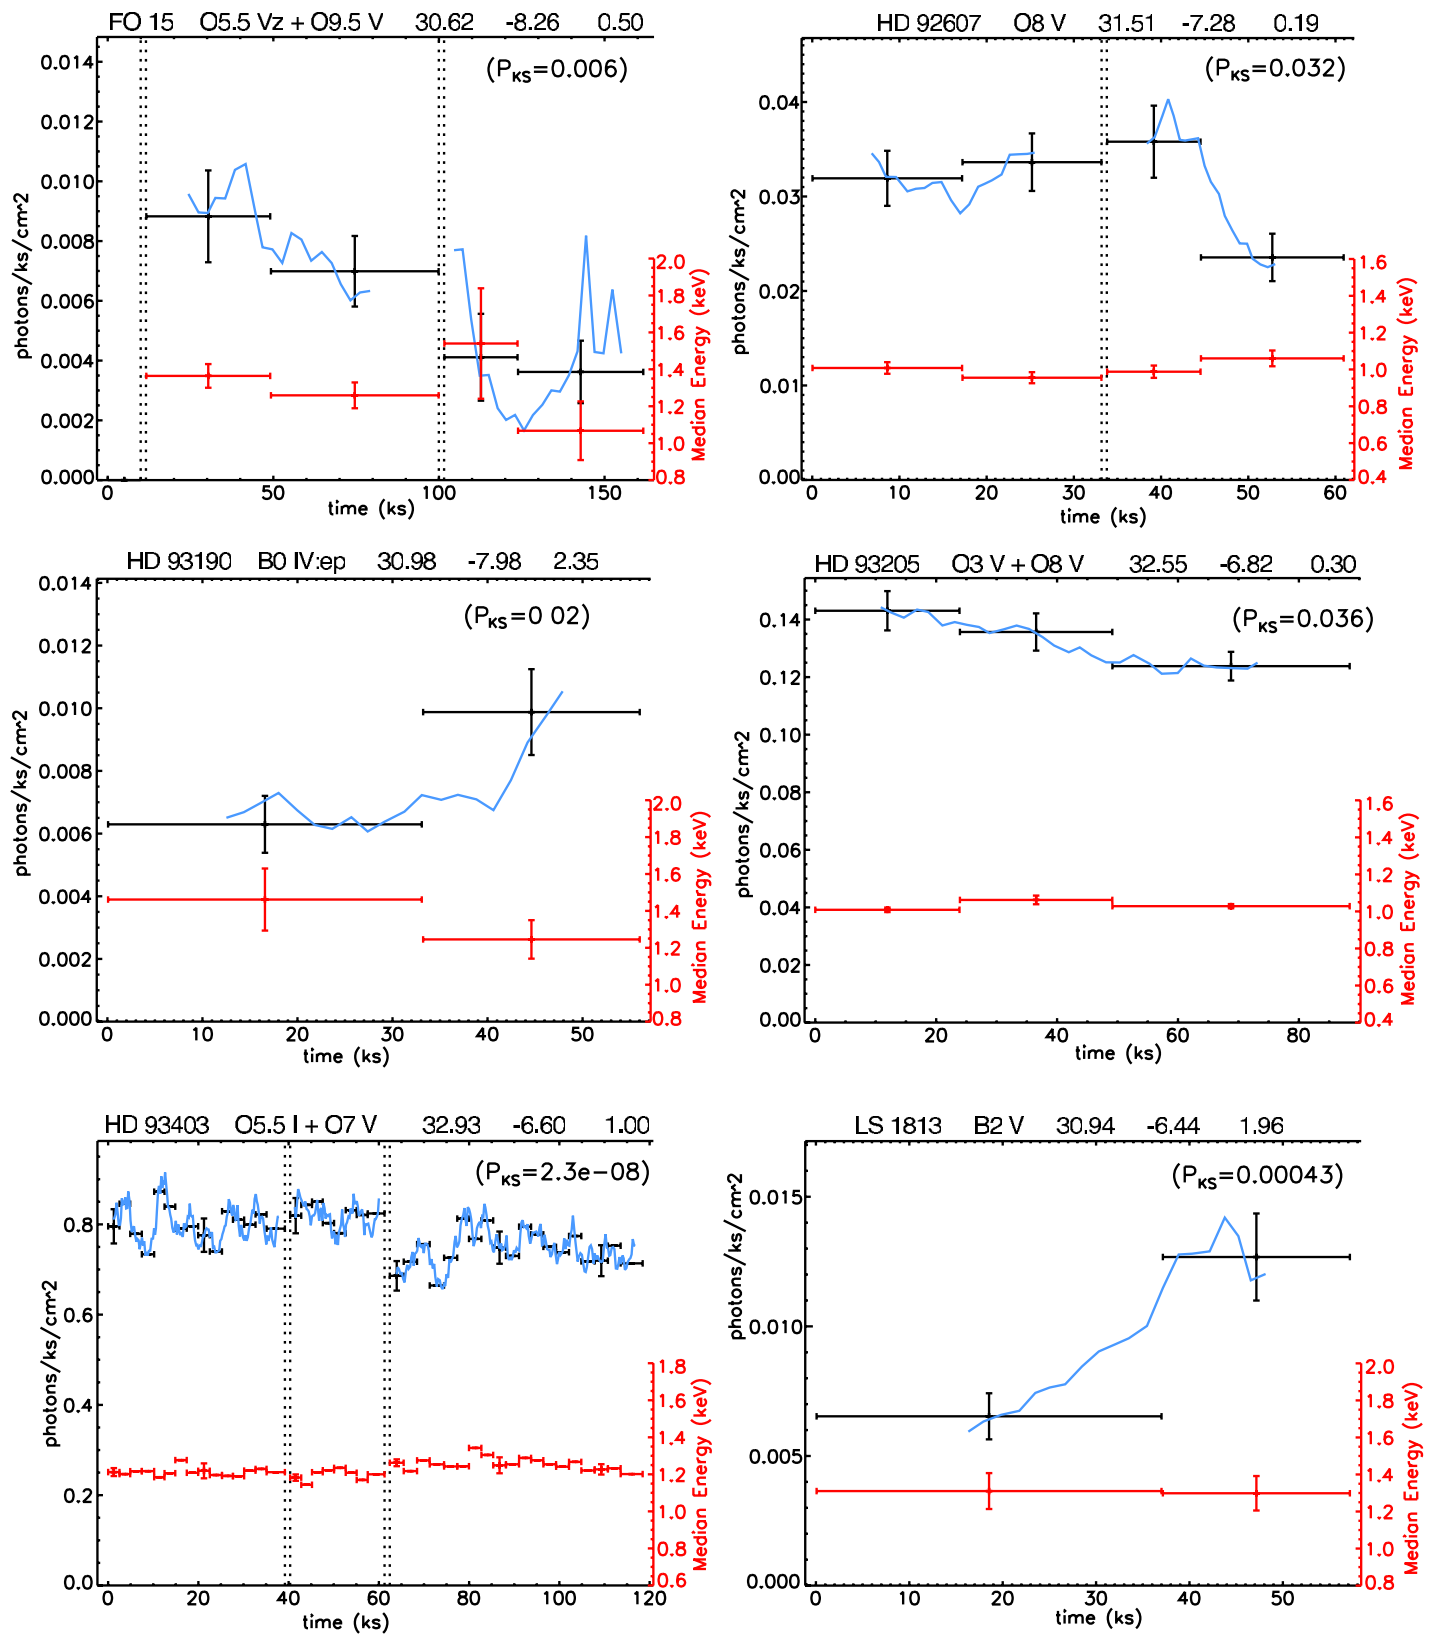 FO 15 O5.5 Vz + O9.5 V 30.62 -8.26 0.50
(PKS=0.006)
photons/ks/cm^2
0.014
0.012
0.010
0.008
0.006
0.004
0.002
0.000
0 50 100 150
time (ks)
2.0
1.8
1.6
1.4
1.2
1.0
0.8
Median Energy (keV)
HD 92607 O8 V 31.51 -7.28 0.19
(PKS=0.032)
photons/ks/cm^2
0.04
0.03
0.02
0.01
0.00
0 10 20 30 40 50 60
time (ks)
1.6
1.4
1.2
1.0
0.8
0.6
0.4
Median Energy (keV)
HD 93190 B0 IV:ep 30.98 -7.98 2.35
(PKS=0 02)
photons/ks/cm^2
0.014
0.012
0.010
0.008
0.006
0.004
0.002
0.000
0 10 20 30 40 50
time (ks)
2.0
1.8
1.6
1.4
1.2
1.0
0.8
Median Energy (keV)
HD 93205 O3 V + O8 V 32.55 -6.82 0.30
(PKS=0.036)
photons/ks/cm^2
0.14
0.12
0.10
0.08
0.06
0.04
0.02
0.00
0 20 40 60 80
time (ks)
1.6
1.4
1.2
1.0
0.8
0.6
0.4
Median Energy (keV)
HD 93403 O5.5 I + O7 V 32.93 -6.60 1.00
(PKS=2.3e-08)
photons/ks/cm^2
0.8
0.6
0.4
0.2
0.0
0 20 40 60 80 100 120
time (ks)
1.8
1.6
1.4
1.2
1.0
0.8
0.6
Median Energy (keV)
LS 1813 B2 V 30.94 -6.44 1.96
(PKS=0.00043)
photons/ks/cm^2
0.015
0.010
0.005
0.000
0 10 20 30 40 50
time (ks)
2.0
1.8
1.6
1.4
1.2
1.0
0.8
Median Energy (keV)